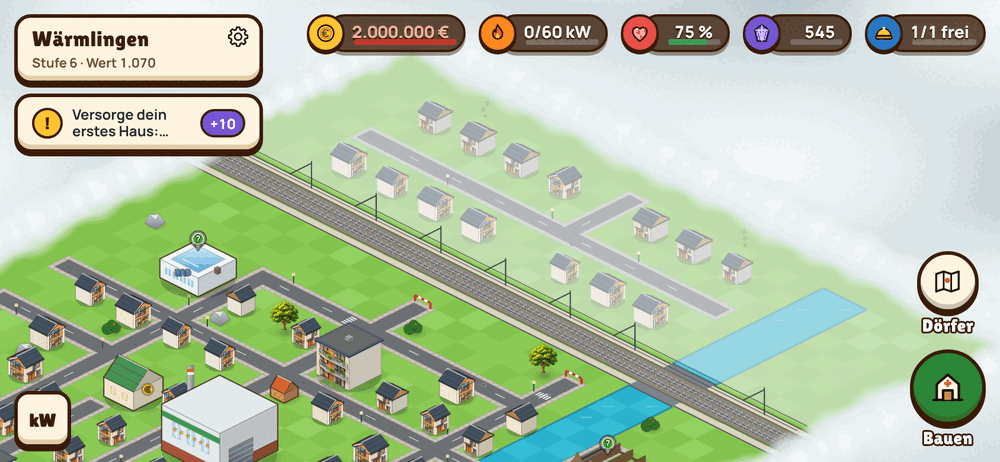 Wärmlingen
Stufe 6 · Wert 1.070
!
Versorge dein
erstes Haus:...
+10
2.000.000 €
0/60 kW
75 %
545
1/1 frei
?
?
kW
Dörfer
Bauen